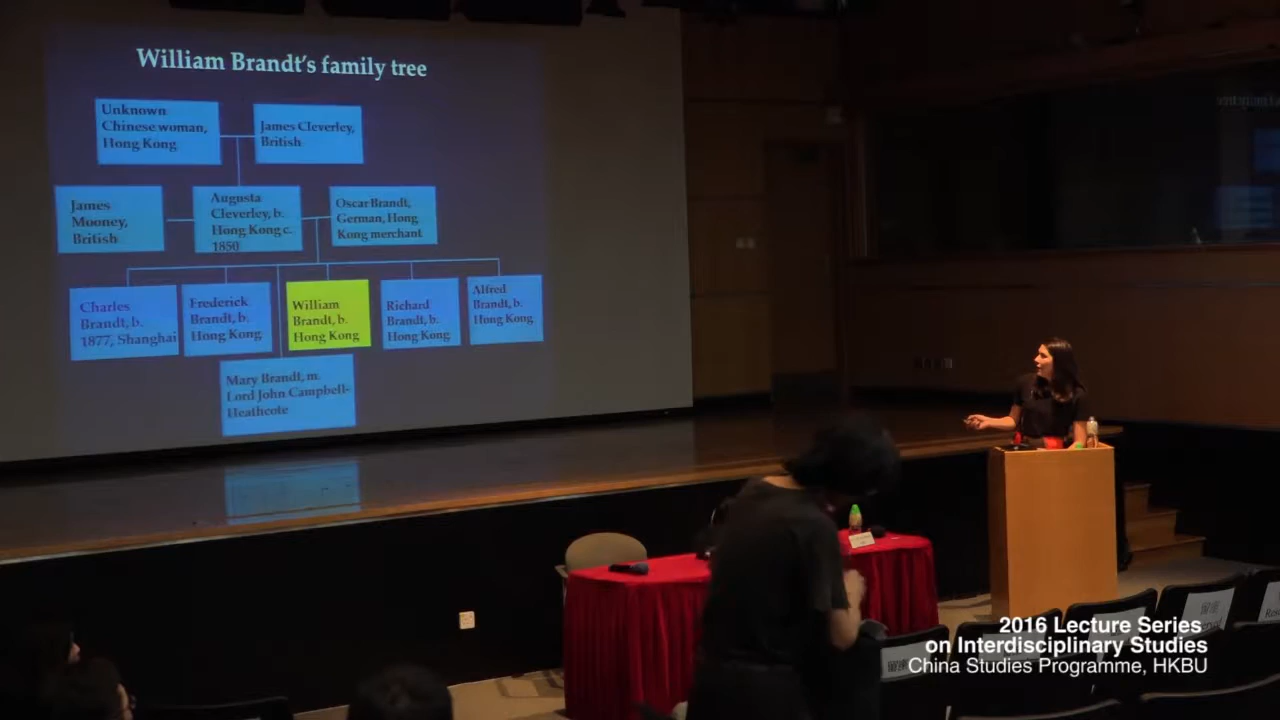 William Brandt's family tree
Unknown
Chinese woman,
Hong Kong
James Cleverley,
British
James
Mooney,
British
Augusta
Cleverley, b.
Hong Kong c.
1850
Oscar Brandt,
German, Hong
Kong merchant
Charles
Brandt, b.
1877, Shanghai
Frederick
Brandt, b.
Hong Kong
William
Brandt, b.
Hong Kong
Richard
Brandt, b.
Hong Kong
Alfred
Brandt, b.
Hong Kong
Mary Brandt, m.
Lord John Campbell-
Heathcote
2016 Lecture Series
on Interdisciplinary Studies
China Studies Programme, HKBU